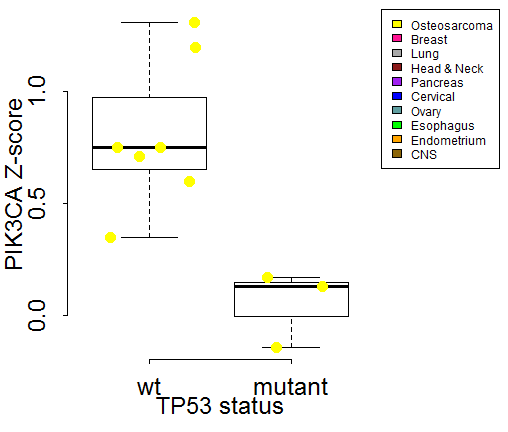 Osteosarcoma
Breast
Lung
Head & Neck
Pancreas
Cervical
Ovary
Esophagus
Endometrium
CNS
PIK3CA Z-score
1.0
0.5
0.0
wt mutant
TP53 status